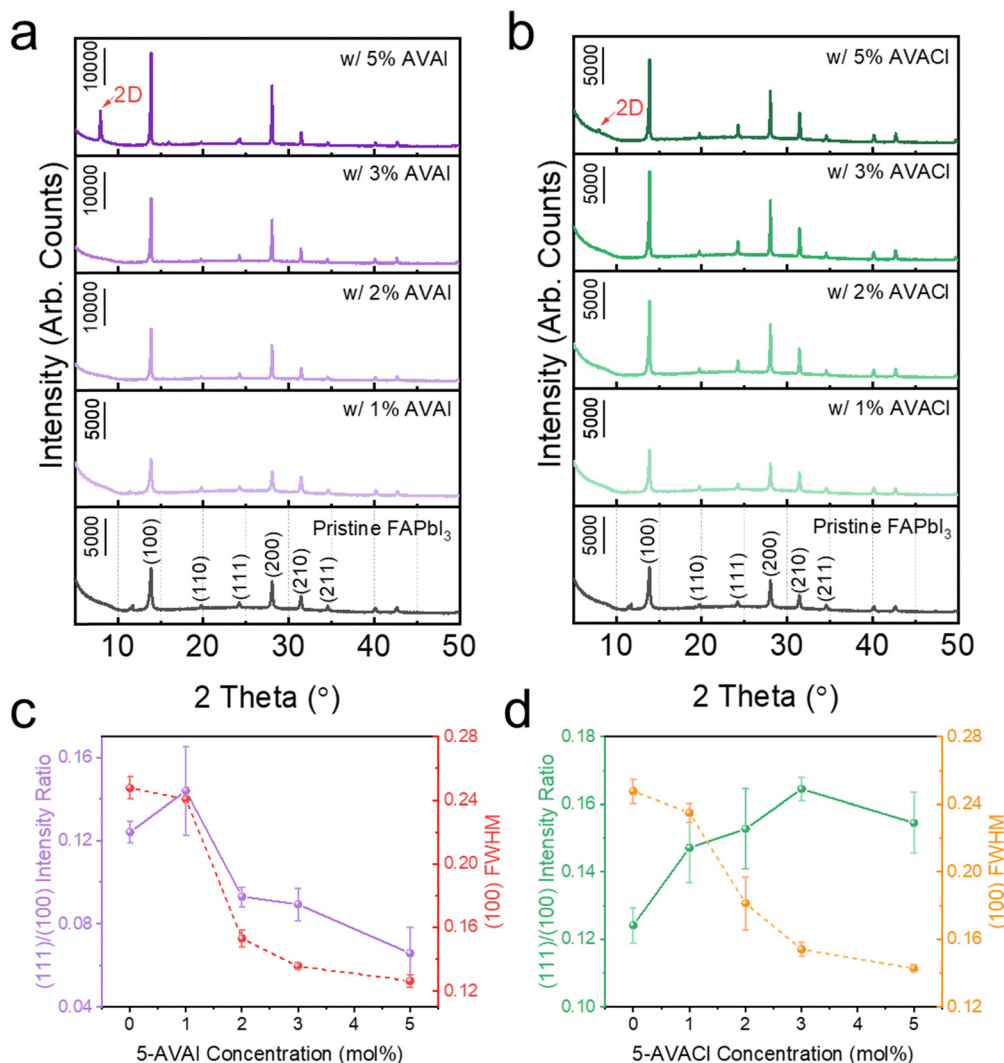 a
Intensity (Arb. Counts)
10000
w/ 5% AVAI
2D
10000
w/ 3% AVAI
10000
w/ 2% AVAI
5000
w/ 1% AVAI
5000
Pristine FAPbI₃
(100)
(110)
(111)
(200)
(210)
(211)
10 20 30 40 50
2 Theta (°)
b
Intensity (Arb. Counts)
5000
w/ 5% AVACl
2D
5000
w/ 3% AVACl
5000
w/ 2% AVACl
5000
w/ 1% AVACl
5000
Pristine FAPbI₃
(100)
(110)
(111)
(200)
(210)
(211)
10 20 30 40 50
2 Theta (°)
c
(111)/(100) Intensity Ratio
0.16
0.12
0.08
0.04
(100) FWHM
0.28
0.24
0.20
0.16
0.12
0 1 2 3 5
5-AVAI Concentration (mol%)
d
(111)/(100) Intensity Ratio
0.18
0.16
0.14
0.12
0.10
(100) FWHM
0.28
0.24
0.20
0.16
0.12
0 1 2 3 5
5-AVACl Concentration (mol%)